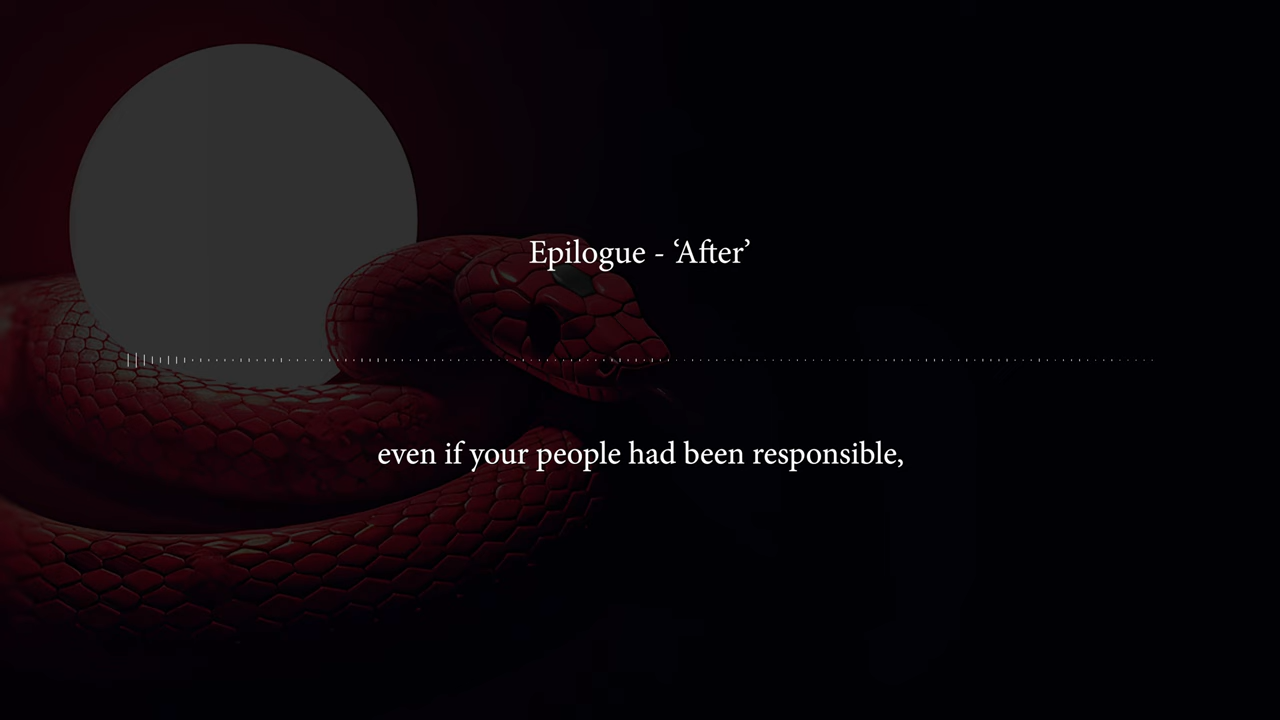 Epilogue - ‘After’
even if your people had been responsible,